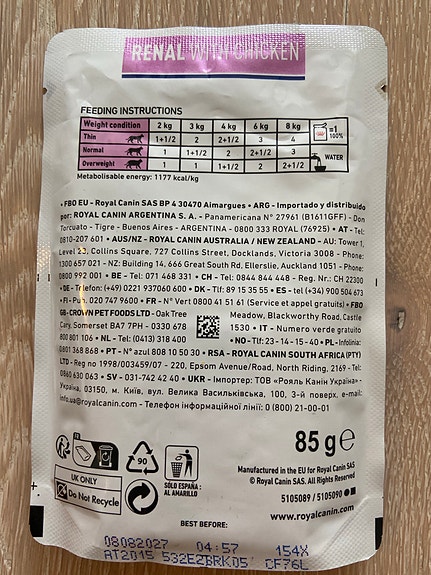 RENAL WITH CHICKEN
FEEDING INSTRUCTIONS
Weight condition 2 kg 3 kg 4 kg 6 kg 8 kg
Thin 1+1/2 2 2+1/2 3 4
Normal 1 1+1/2 2 2+1/2 3
Overweight 1 1 1+1/2 2 2+1/2
=1
100%
WATER
Metabolisable energy: 1177 kcal/kg
• FBO EU - Royal Canin SAS BP 4 30470 Aimargues • ARG - Importado y distribuido
por: ROYAL CANIN ARGENTINA S. A. - Panamericana N° 27961 (B1611GFF) - Don
Torcuato - Tigre - Buenos Aires - ARGENTINA - 0800 333 ROYAL (76925) • AT - Tel:
0810-207 601 • AUS/NZ - ROYAL CANIN AUSTRALIA / NEW ZEALAND - AU: Tower 1,
Level 23, Collins Square, 727 Collins Street, Docklands, Victoria 3008 - Phone:
1300 657 021 - NZ: Building 14, 666 Great South Rd, Ellerslie, Auckland 1051 - Phone:
0800 992 001 • BE - Tel: 071 468 331 • CH - Tel: 0844 844 448 - Reg. Nr.: CH 22300
• DE - Telefon: +(49) 0221 937060 600 • DK - Tlf: 89 15 35 55 • ES - tel (+34) 900 504 673
• FI - Puh. 020 747 9600 • FR - N° Vert 0800 41 51 61 (Service et appel gratuits) • FBO
GB- CROWN PET FOODS LTD - Oak Tree Meadow, Blackworthy Road, Castle
Cary, Somerset BA7 7PH - 0330 678 1530 • IT - Numero verde gratuito
800 801 106 • NL - Tel: (0413) 318 400 • NO - Tlf: 23 - 14 - 15 - 40 • PL - Infolinia:
0801 368 868 • PT - N° azul 808 10 50 30 • RSA - ROYAL CANIN SOUTH AFRICA (PTY)
LTD - Reg no 1998/003459/07 - 220, Epsom Avenue/Road, North Riding, 2169 - Tel:
0860 630 063 • SV - 031-742 42 40 • UKR - Імпортер: ТОВ «Роял Канін Україна» -
Україна, 03150, м. Київ, вул. Велика Васильківська, 100, 3-й поверх, e-mail:
info.ua@royalcanin.com - Телефон інформаційної лінії: 0 (800) 21-00-01
90
SÓLO ESPAÑA :
AL AMARILLO
UK ONLY
Do Not Recycle
85 g e
Manufactured in the EU for Royal Canin SAS
© Royal Canin SAS. All Rights Reserved
5105089 / 5105090
www.royalcanin.com
BEST BEFORE:
08082027 04:57 154X
AT2015 532E2BRK05 CF76L